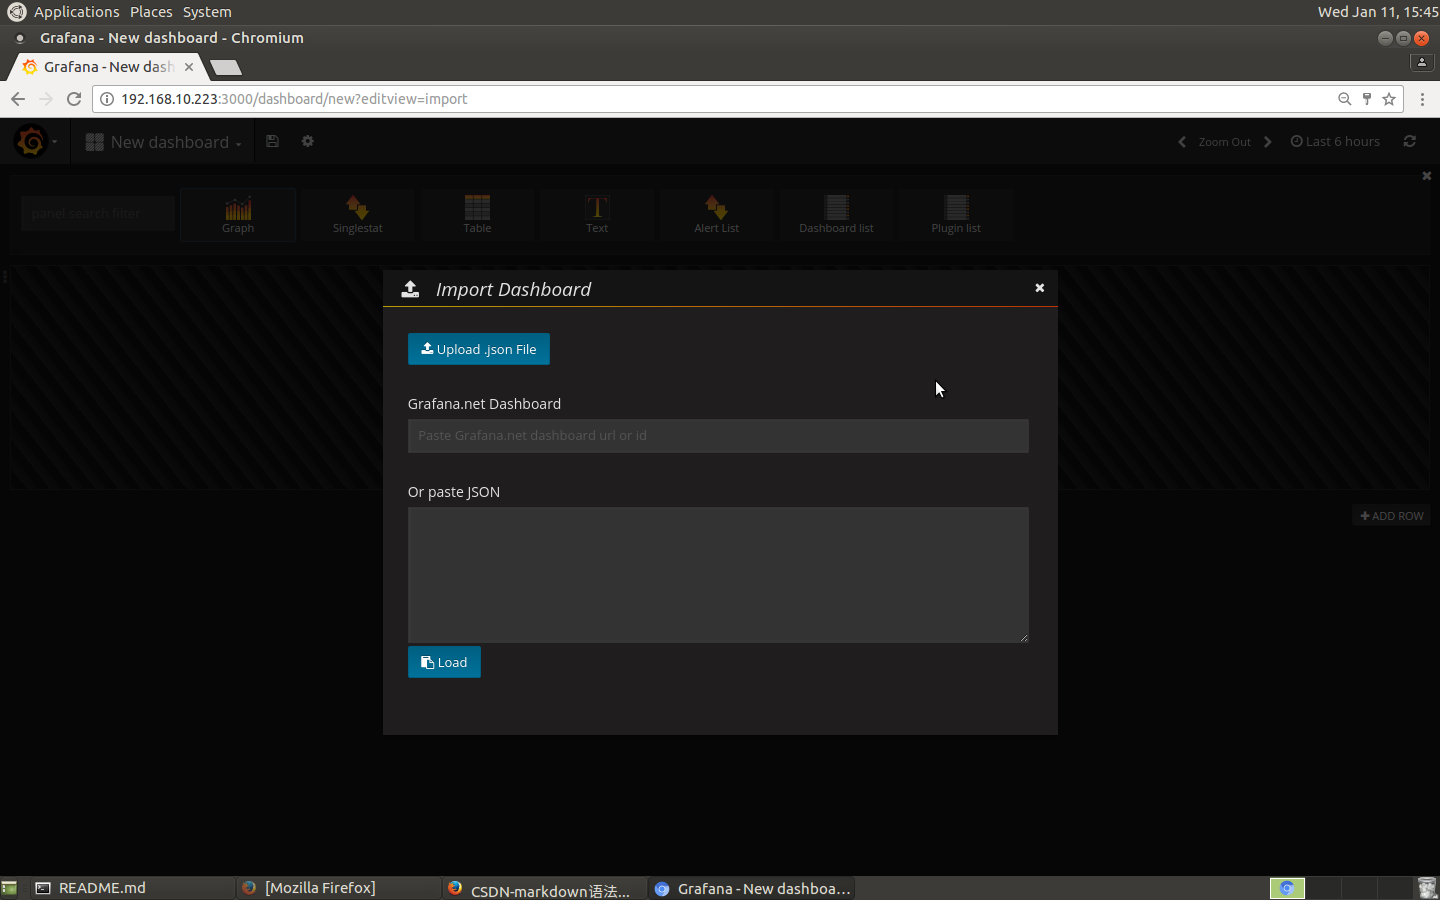 Applications Places System Wed Jan 11, 15:45
Grafana - New dashboard - Chromium
Grafana - New dash
192.168.10.223:3000/dashboard/new?editview=import
New dashboard Zoom Out Last 6 hours
panel search filter Graph Singlestat Table Text Alert List Dashboard list Plugin list
Import Dashboard
Upload .json File
Grafana.net Dashboard
Paste Grafana.net dashboard url or id
Or paste JSON
ADD ROW
Load
README.md [Mozilla Firefox] CSDN-markdown语法... Grafana - New dashboa...